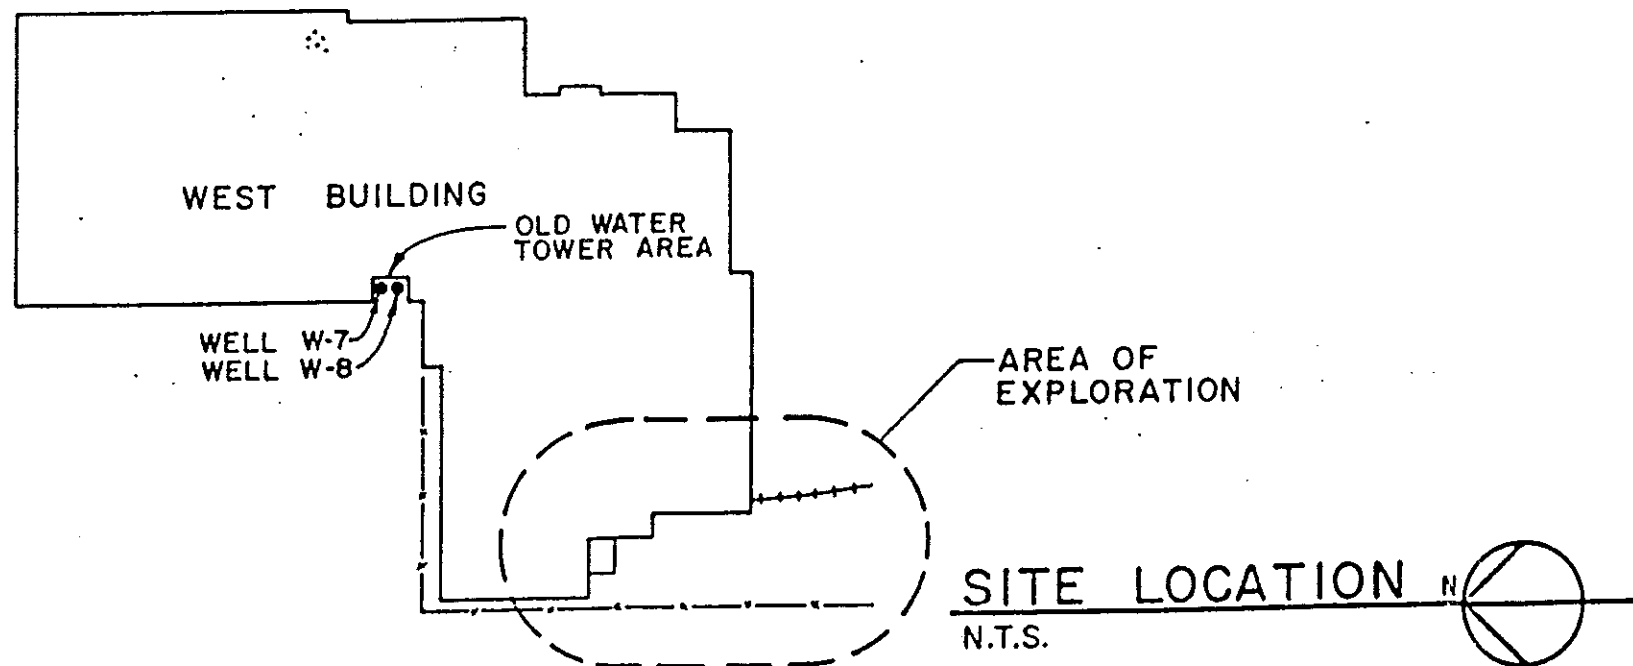 WEST BUILDING
OLD WATER
TOWER AREA
WELL W-7
WELL W-8
AREA OF
EXPLORATION
SITE LOCATION
N
N.T.S.